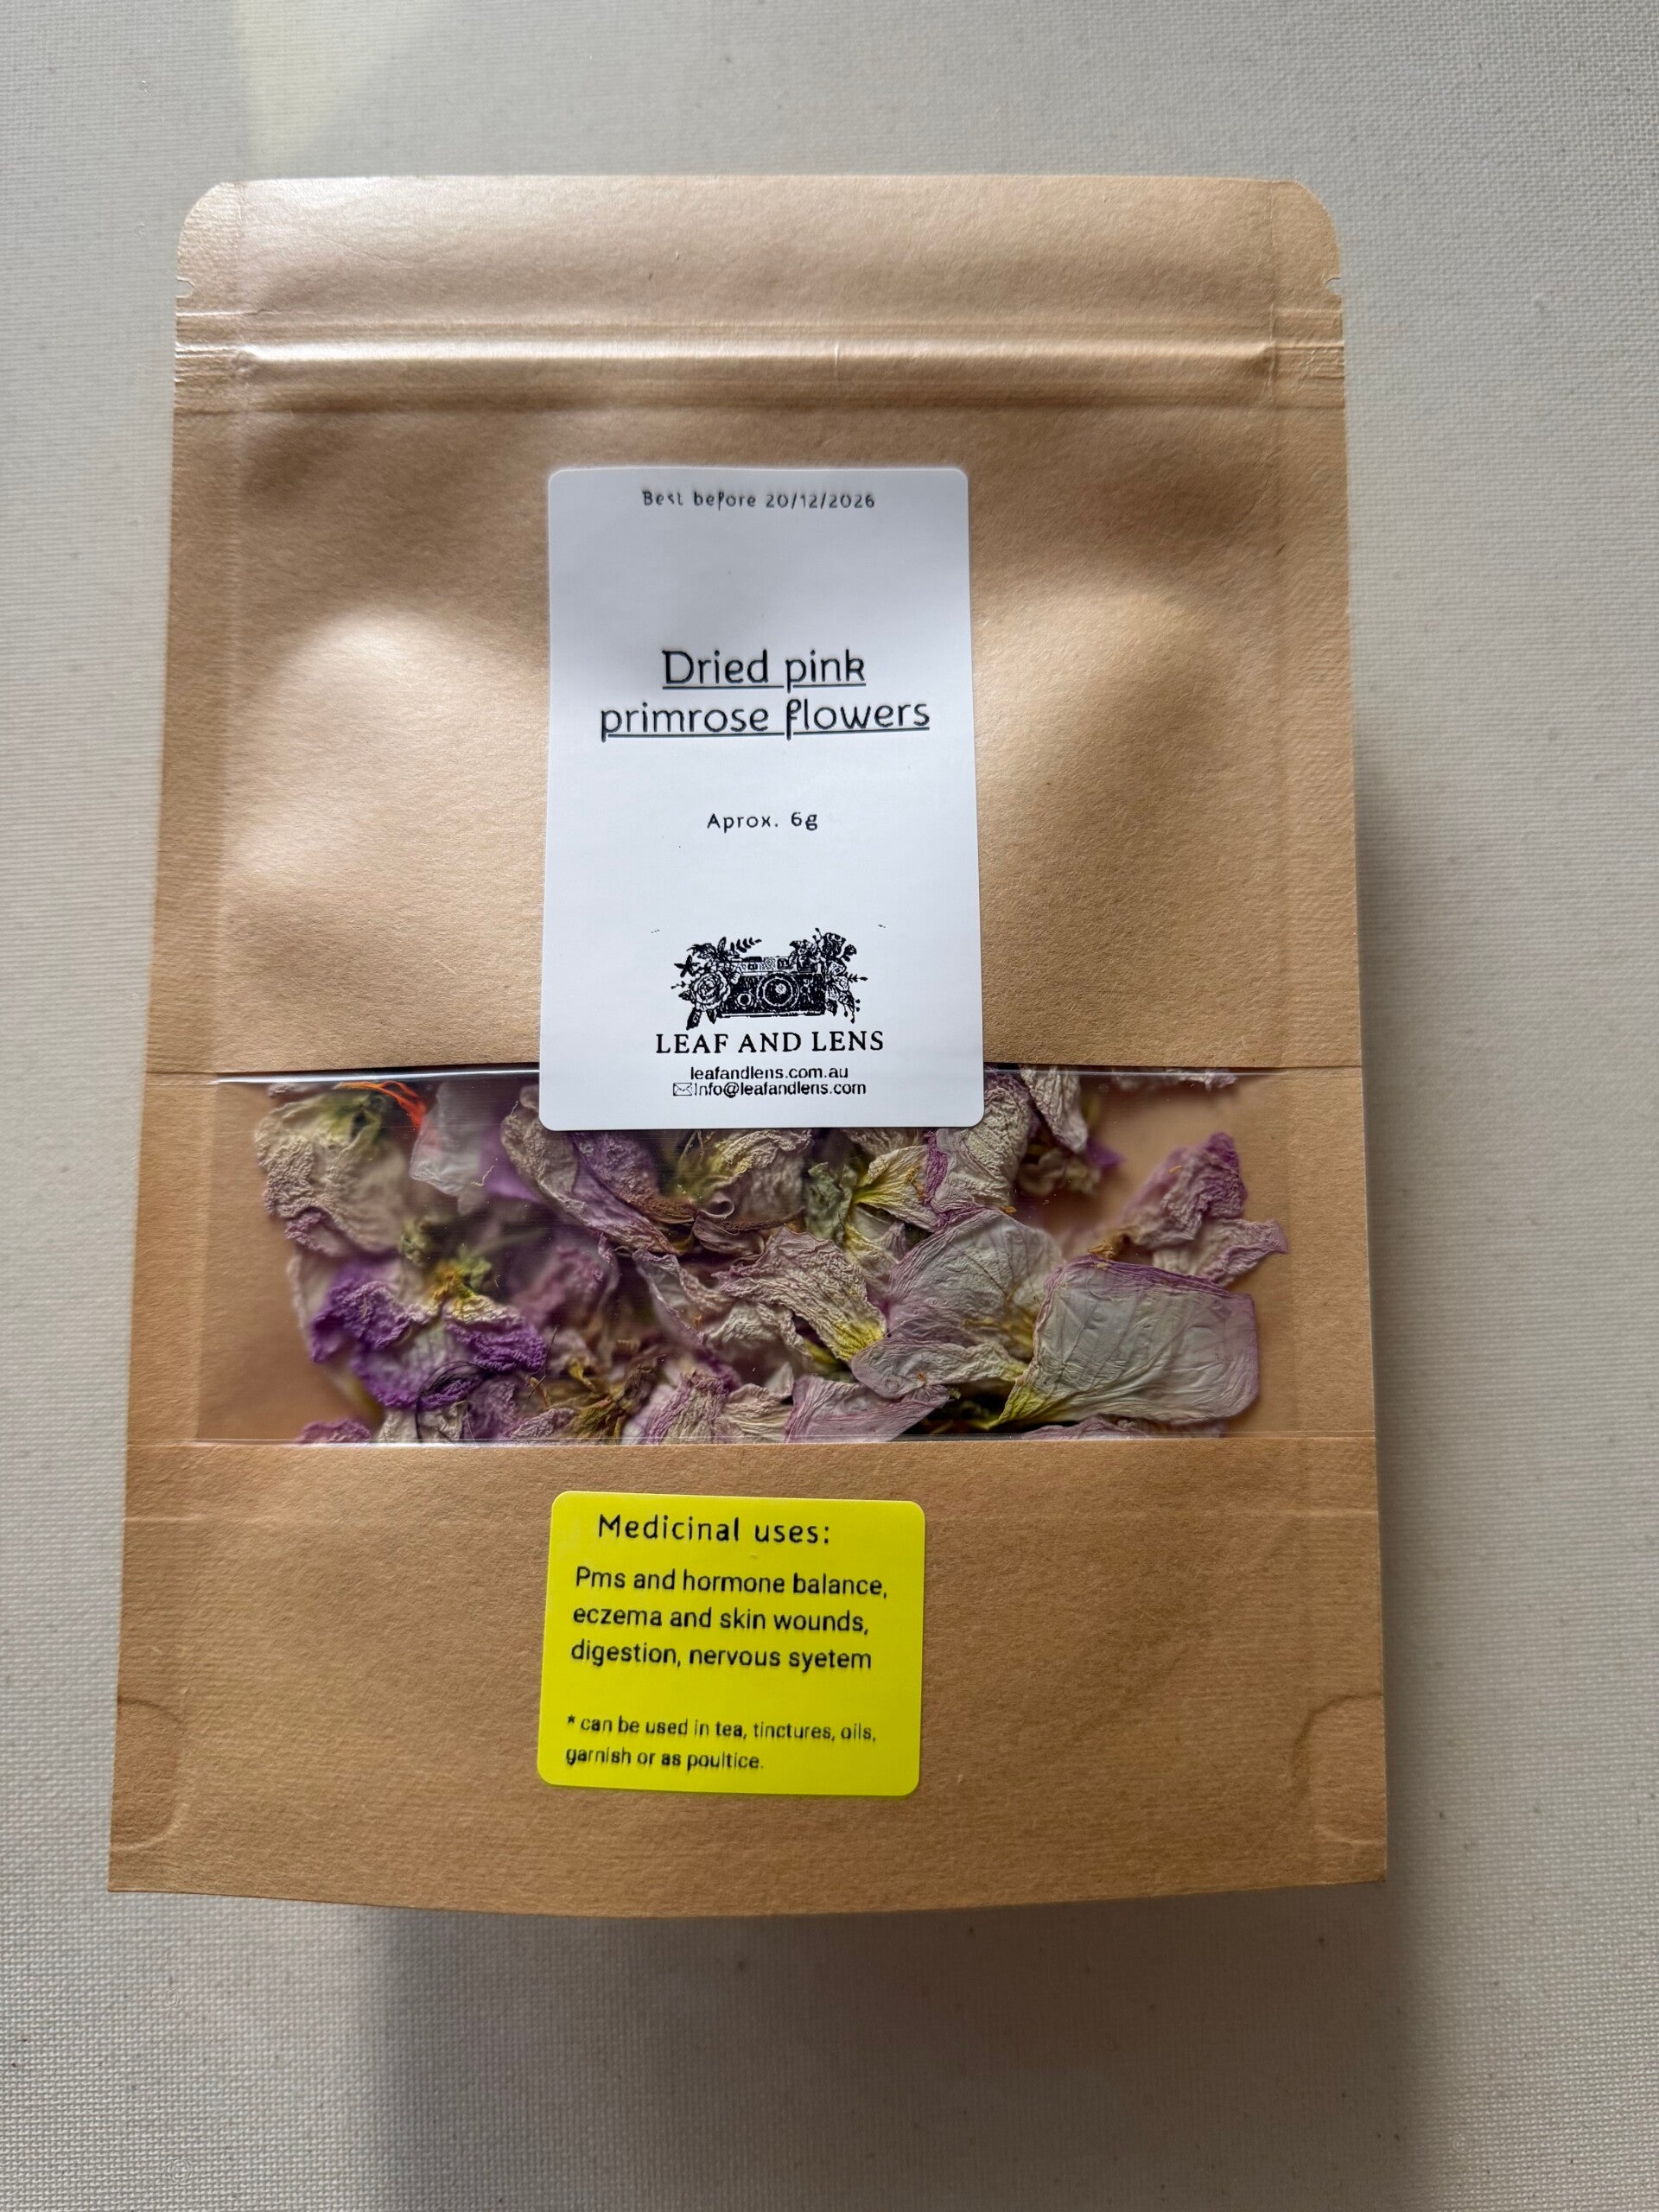 Best before 20/12/2026
Dried pink
primrose flowers
Aprox. 6g
LEAF AND LENS
leafandlens.com.au
Info@leafandlens.com
Medicinal uses:
Pms and hormone balance,
eczema and skin wounds,
digestion, nervous syetem
* can be used in tea, tinctures, oils,
garnish or as poultice.